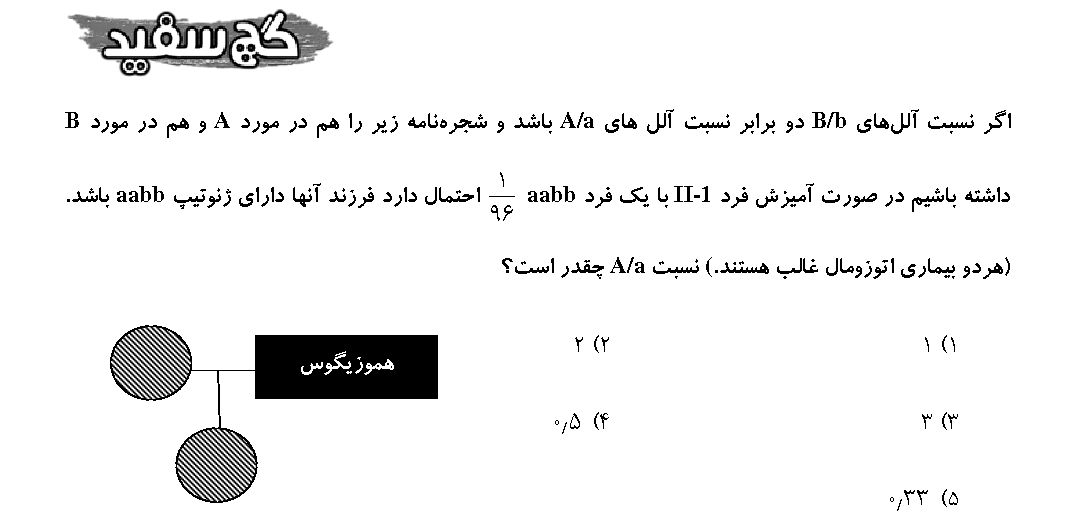 گچ سفید
اگر نسبت آلل‌های B/b دو برابر نسبت آلل های A/a باشد و شجره‌نامه زیر را هم در مورد A و هم در مورد B
داشته باشیم در صورت آمیزش فرد II-1 با یک فرد aabb ۱/۹۶ احتمال دارد فرزند آنها دارای ژنوتیپ aabb باشد.
(هردو بیماری اتوزومال غالب هستند.) نسبت A/a چقدر است؟
۱) ۱
۲) ۲
۳) ۳
۴) ۰٫۵
۵) ۰٫۳۳
هموزیگوس